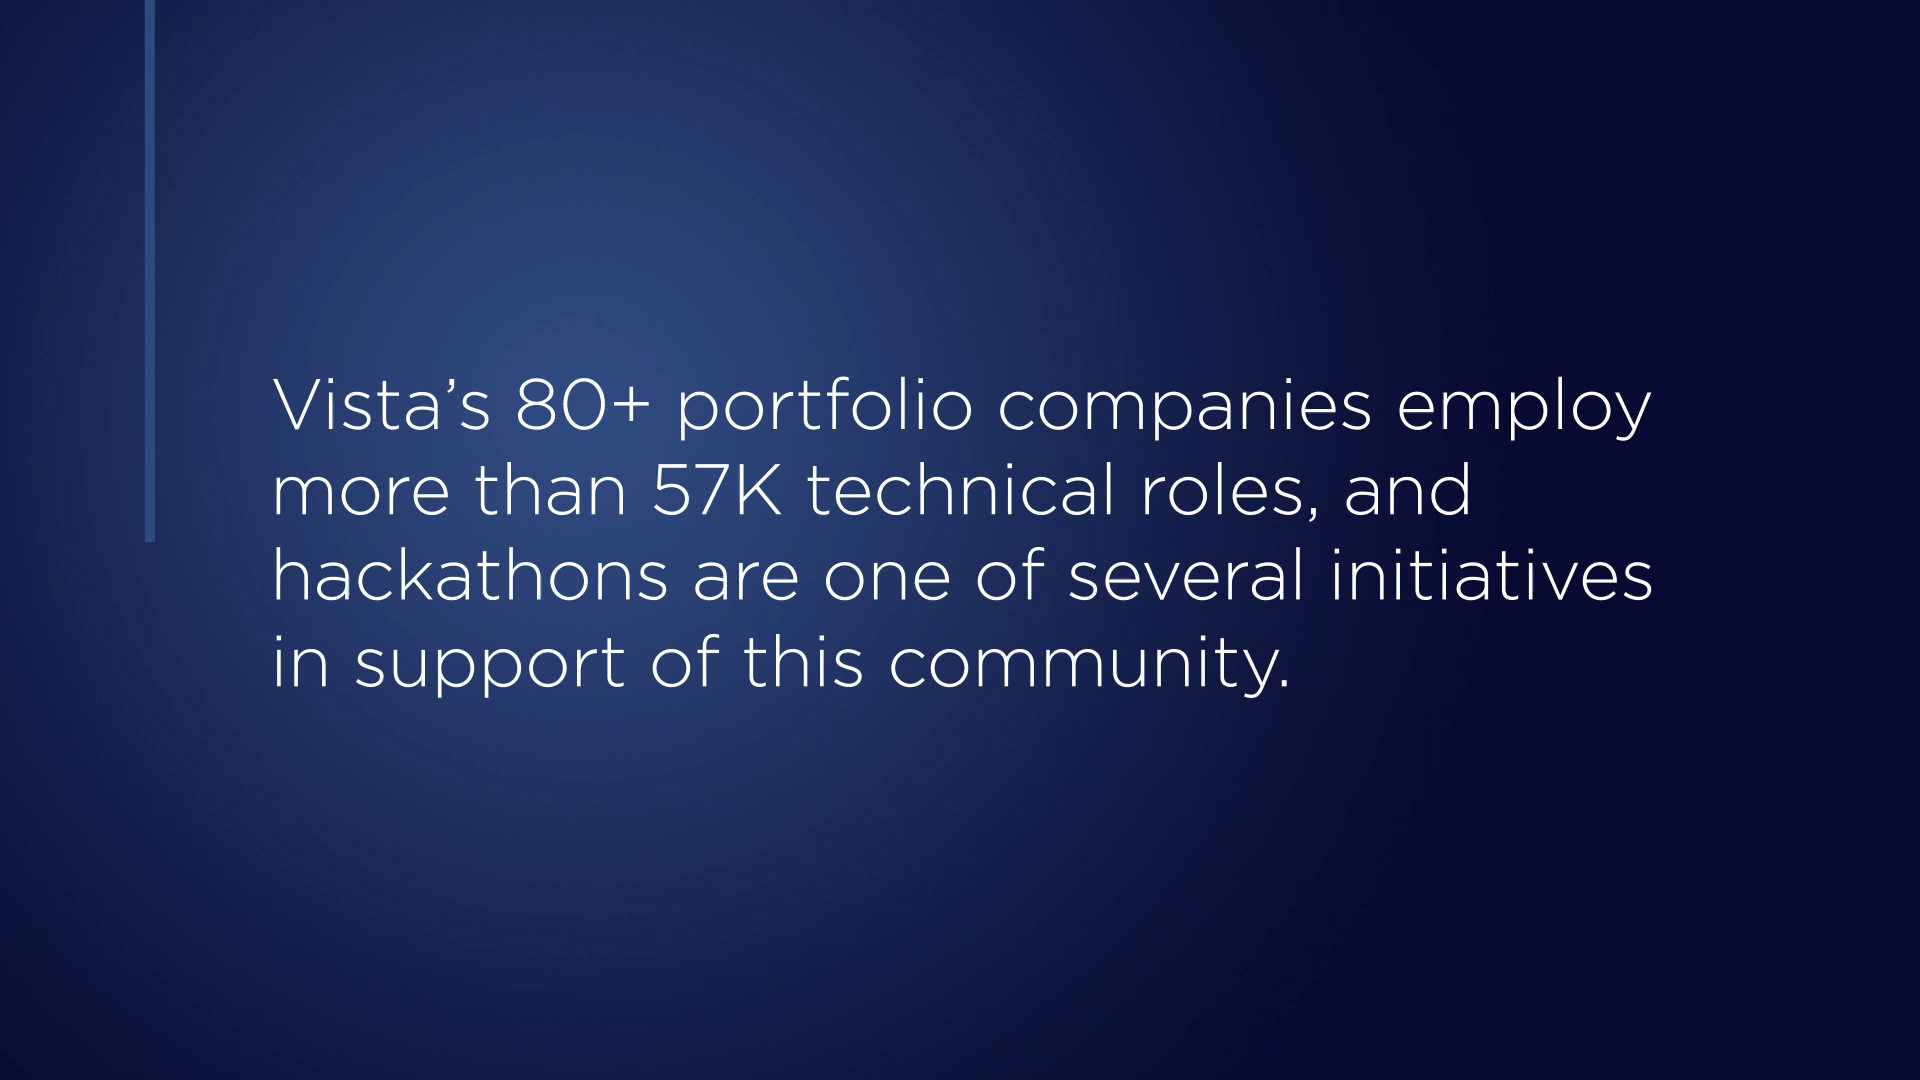 Vista’s 80+ portfolio companies employ
more than 57K technical roles, and
hackathons are one of several initiatives
in support of this community.